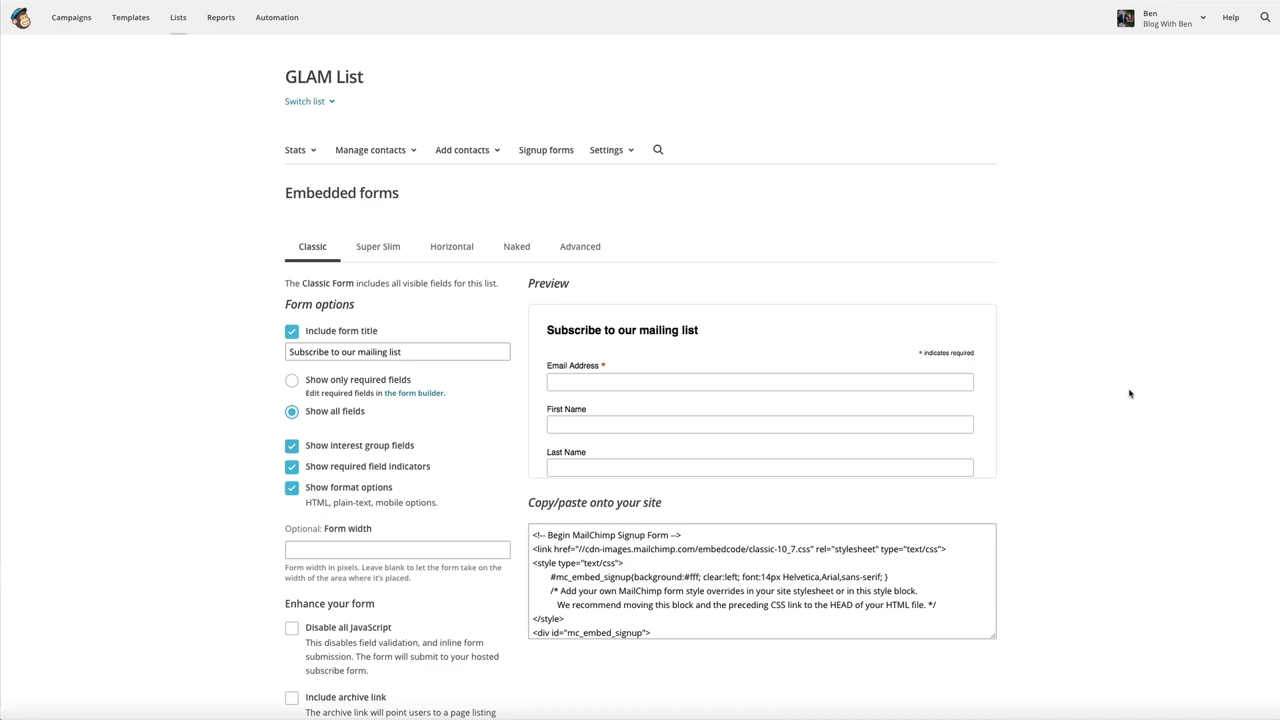 Campaigns Templates Lists Reports Automation
Ben
Blog With Ben
Help
GLAM List
Switch list
Stats Manage contacts Add contacts Signup forms Settings
Embedded forms
Classic Super Slim Horizontal Naked Advanced
The Classic Form includes all visible fields for this list.
Form options
Include form title
Subscribe to our mailing list
Show only required fields
Edit required fields in the form builder.
Show all fields
Show interest group fields
Show required field indicators
Show format options
HTML, plain-text, mobile options.
Optional: Form width
Form width in pixels. Leave blank to let the form take on the
width of the area where it's placed.
Enhance your form
Disable all JavaScript
This disables field validation, and inline form
submission. The form will submit to your hosted
subscribe form.
Include archive link
The archive link will point users to a page listing
Preview
Subscribe to our mailing list
* indicates required
Email Address *
First Name
Last Name
Copy/paste onto your site
<!-- Begin MailChimp Signup Form -->
<link href="//cdn-images.mailchimp.com/embedcode/classic-10_7.css" rel="stylesheet" type="text/css">
<style type="text/css">
#mc_embed_signup{background:#fff; clear:left; font:14px Helvetica,Arial,sans-serif; }
/* Add your own MailChimp form style overrides in your site stylesheet or in this style block.
We recommend moving this block and the preceding CSS link to the HEAD of your HTML file. */
</style>
<div id="mc_embed_signup">